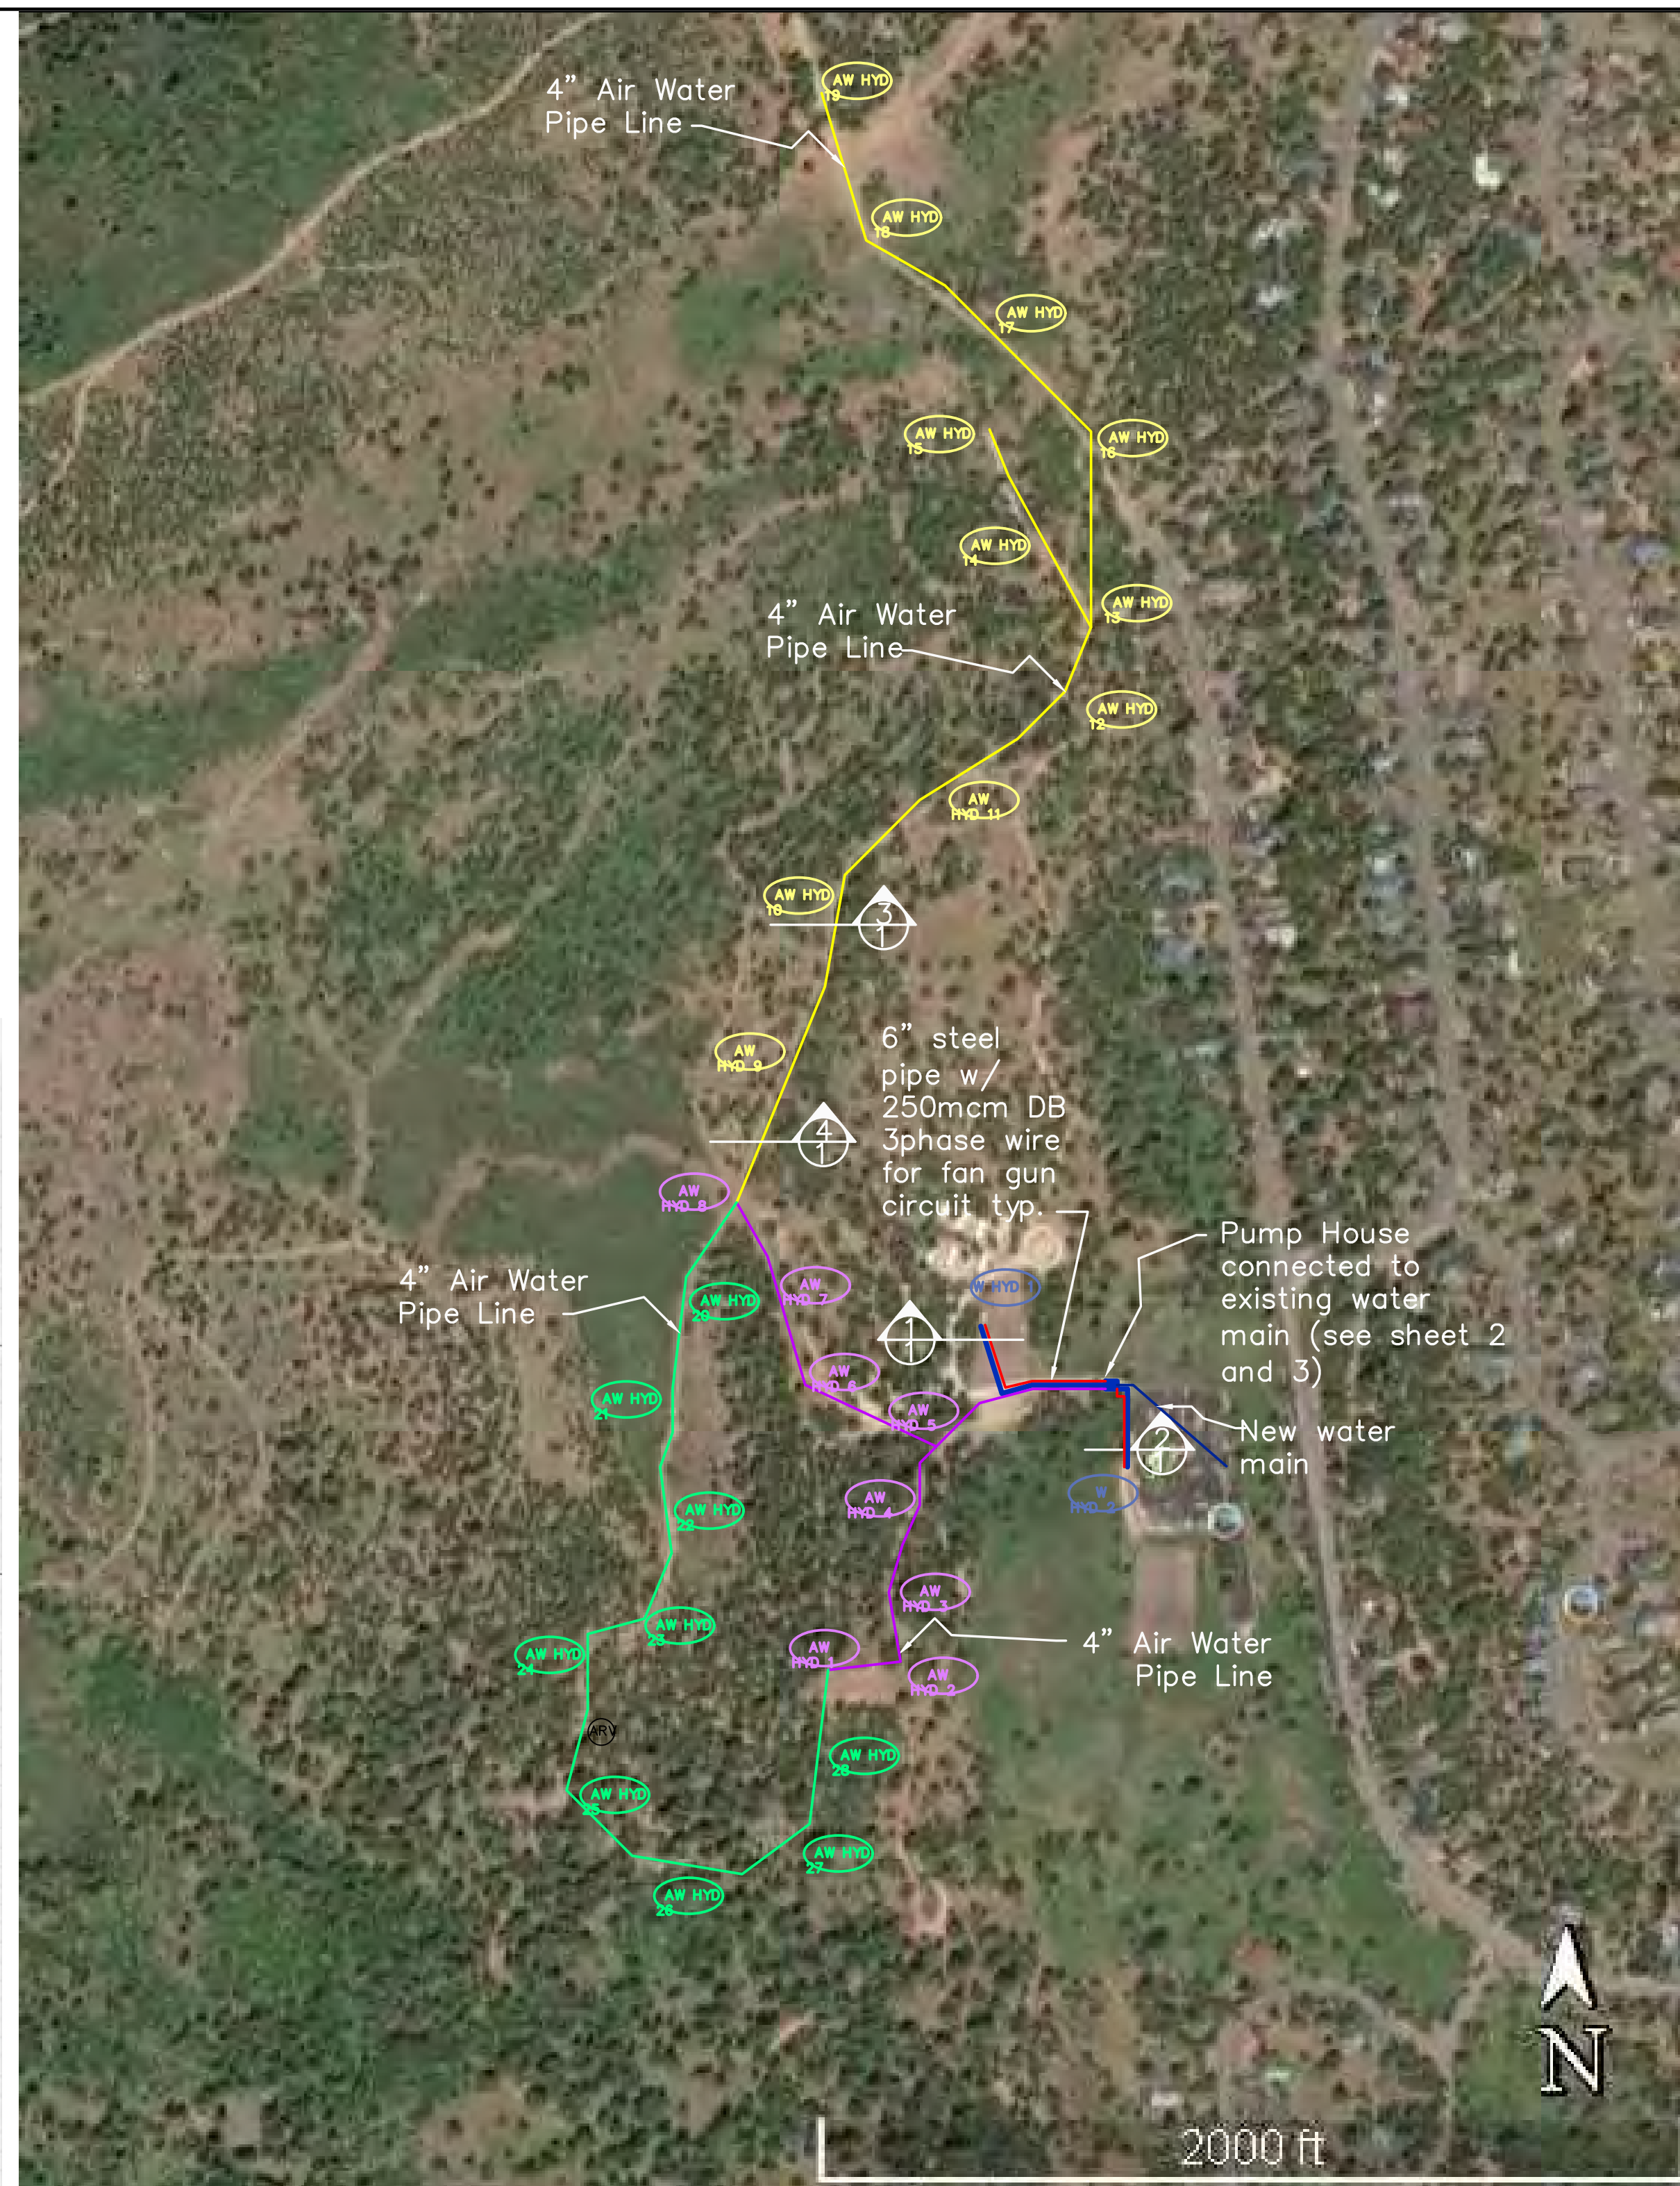 AW HYD
19
4” Air Water
Pipe Line
AW HYD
18
AW HYD
17
AW HYD
15
AW HYD
16
AW HYD
14
AW HYD
13
4” Air Water
Pipe Line
AW HYD
12
AW
HYD 11
AW HYD
10
3
1
6” steel
pipe w/
250mcm DB
3phase wire
for fan gun
circuit typ.
AW
HYD 9
4
1
AW
HYD 8
Pump House
connected to
existing water
main (see sheet 2
and 3)
4” Air Water
Pipe Line
AW
HYD 7
W HYD 1
AW HYD
20
1
1
AW
HYD 6
AW HYD
21
AW
HYD 5
New water
main
2
1
AW
HYD 4
W
HYD 2
AW HYD
22
AW
HYD 3
AW HYD
23
AW HYD
24
AW
HYD 1
AW
HYD 2
4” Air Water
Pipe Line
ARV
AW HYD
28
AW HYD
25
AW HYD
27
AW HYD
26
N
2000 ft